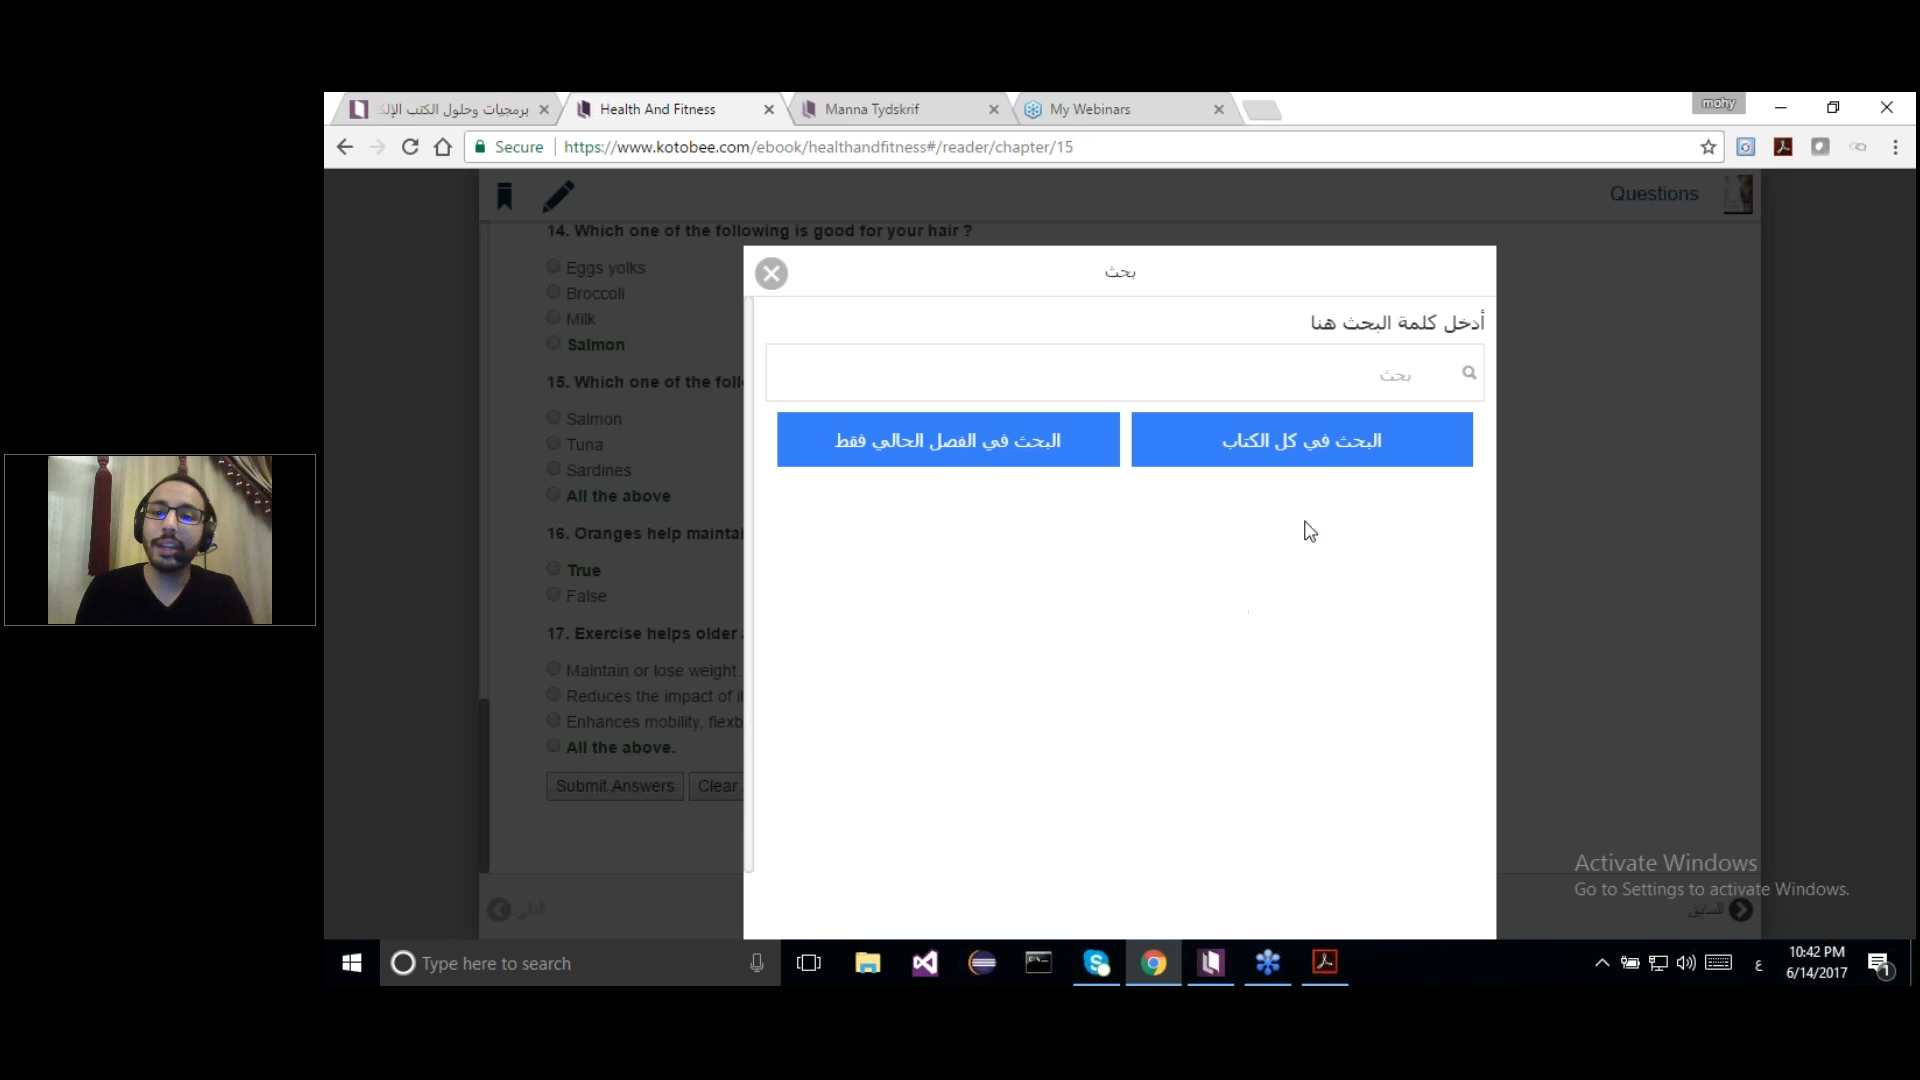 برمجيات وحلول الكتب الإلك
Health And Fitness
Manna Tydskrif
My Webinars
mohy
Secure
https://www.kotobee.com/ebook/healthandfitness#/reader/chapter/15
Questions
14. Which one of the following is good for your hair ?
Eggs yolks
Broccoli
Milk
Salmon
15. Which one of the foll
Salmon
Tuna
Sardines
All the above
16. Oranges help maintai
True
False
17. Exercise helps older
Maintain or lose weight.
Reduces the impact of il
Enhances mobility, flexb
All the above.
Submit Answers
Clear
بحث
أدخل كلمة البحث هنا
بحث
البحث في كل الكتاب
البحث في الفصل الحالي فقط
Activate Windows
Go to Settings to activate Windows.
السابق
التالي
Type here to search
ع
10:42 PM
6/14/2017
1